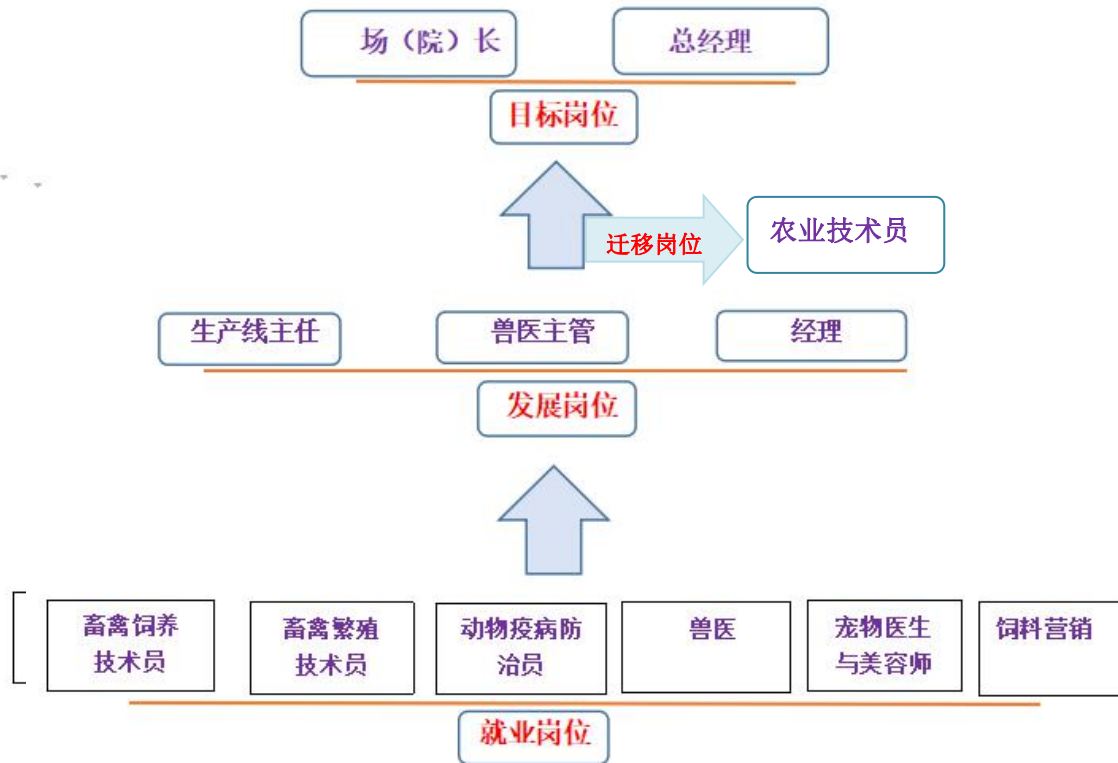 场（院）长
总经理
目标岗位
迁移岗位
农业技术员
生产线主任
兽医主管
经理
发展岗位
畜禽饲养
技术员
畜禽繁殖
技术员
动物疫病防
治员
兽医
宠物医生
与美容师
饲料营销
就业岗位